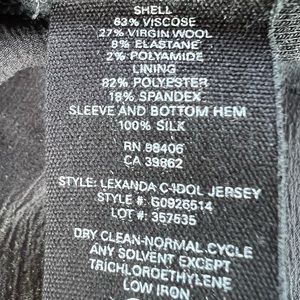 SHELL
63% VISCOSE
27% VIRGIN WOOL
8% ELASTANE
2% POLYAMIDE
LINING
82% POLYESTER
18% SPANDEX
SLEEVE AND BOTTOM HEM
100% SILK
RN 98406
CA 39862
STYLE: LEXANDA C-IDOL JERSEY
STYLE #: G0926514
LOT #: 357535
DRY CLEAN-NORMAL CYCLE
ANY SOLVENT EXCEPT
TRICHLOROETHYLENE
LOW IRON